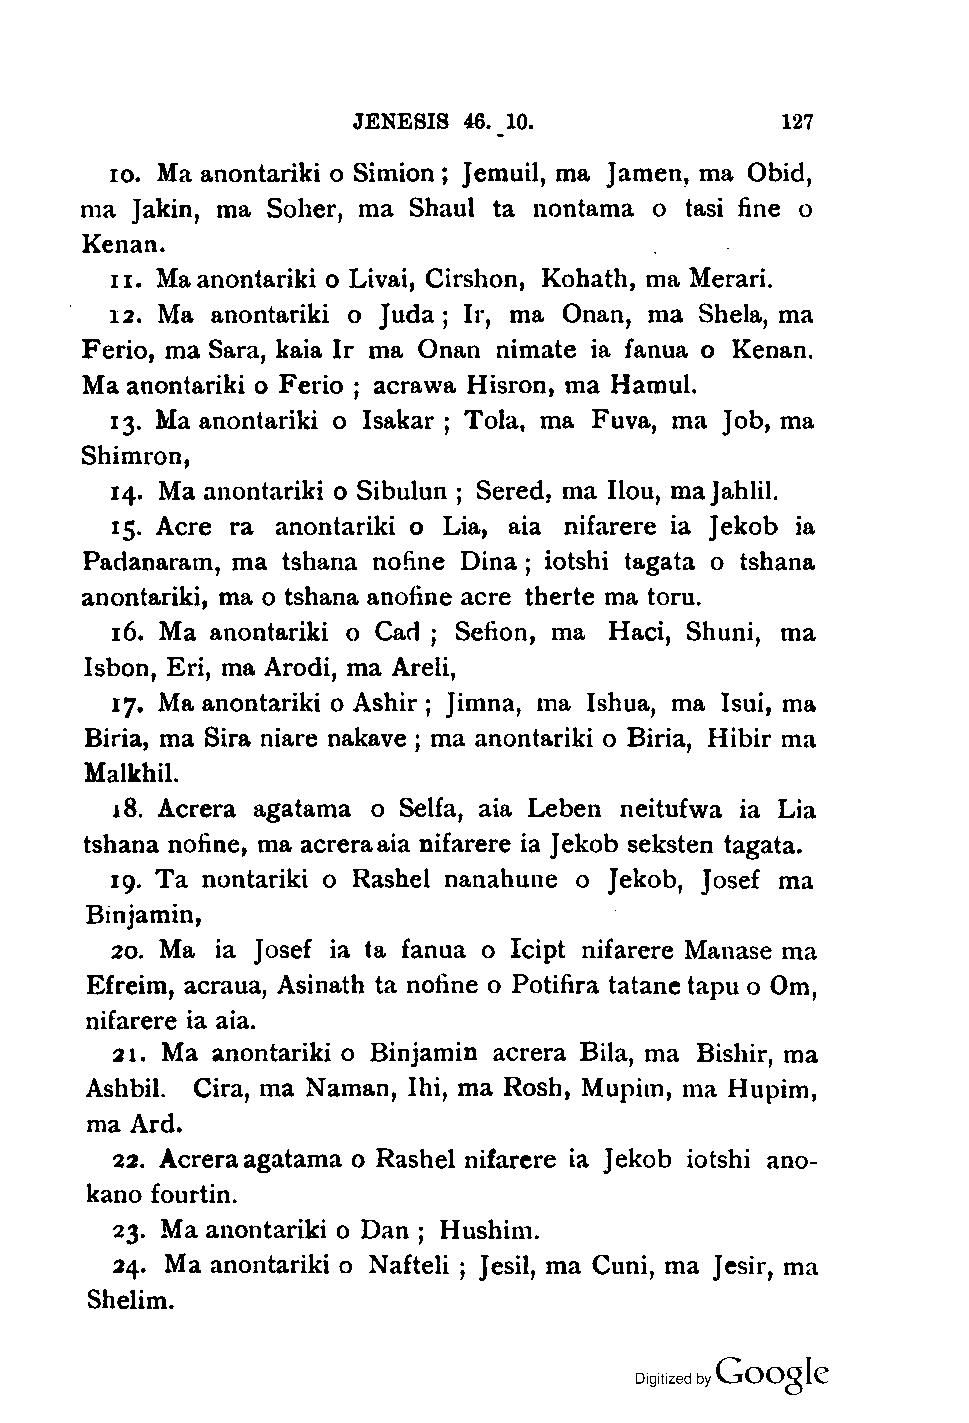 JENESIS 46. 10. 127
10. Ma anontariki o Simion ; Jemuil, ma Jamen, ma Obid,
ma Jakin, ma Soher, ma Shaul ta nontama o tasi fine o
Kenan.
11. Ma anontariki o Livai, Cirshon, Kohath, ma Merari.
12. Ma anontariki o Juda ; Ir, ma Onan, ma Shela, ma
Ferio, ma Sara, kaia Ir ma Onan nimate ia fanua o Kenan.
Ma anontariki o Ferio ; acrawa Hisron, ma Hamul.
13. Ma anontariki o Isakar ; Tola, ma Fuva, ma Job, ma
Shimron,
14. Ma anontariki o Sibulun ; Sered, ma Ilou, ma Jahlil.
15. Acre ra anontariki o Lia, aia nifarere ia Jekob ia
Padanaram, ma tshana nofine Dina ; iotshi tagata o tshana
anontariki, ma o tshana anofine acre therte ma toru.
16. Ma anontariki o Cad ; Sefion, ma Haci, Shuni, ma
Isbon, Eri, ma Arodi, ma Areli,
17. Ma anontariki o Ashir ; Jimna, ma Ishua, ma Isui, ma
Biria, ma Sira niare nakave ; ma anontariki o Biria, Hibir ma
Malkhil.
18. Acrera agatama o Selfa, aia Leben neitufwa ia Lia
tshana nofine, ma acrera aia nifarere ia Jekob seksten tagata.
19. Ta nontariki o Rashel nanahune o Jekob, Josef ma
Binjamin,
20. Ma ia Josef ia ta fanua o Icipt nifarere Manase ma
Efreim, acraua, Asinath ta nofine o Potifira tatane tapu o Om,
nifarere ia aia.
21. Ma anontariki o Binjamin acrera Bila, ma Bishir, ma
Ashbil. Cira, ma Naman, Ihi, ma Rosh, Mupim, ma Hupim,
ma Ard.
22. Acrera agatama o Rashel nifarere ia Jekob iotshi ano-
kano fourtin.
23. Ma anontariki o Dan ; Hushim.
24. Ma anontariki o Nafteli ; Jesil, ma Cuni, ma Jesir, ma
Shelim.
Digitized by Google